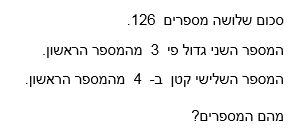 סכום שלושה מספרים 126.
המספר השני גדול פי 3 מהמספר הראשון.
המספר השלישי קטן ב- 4 מהמספר הראשון.
מהם המספרים?